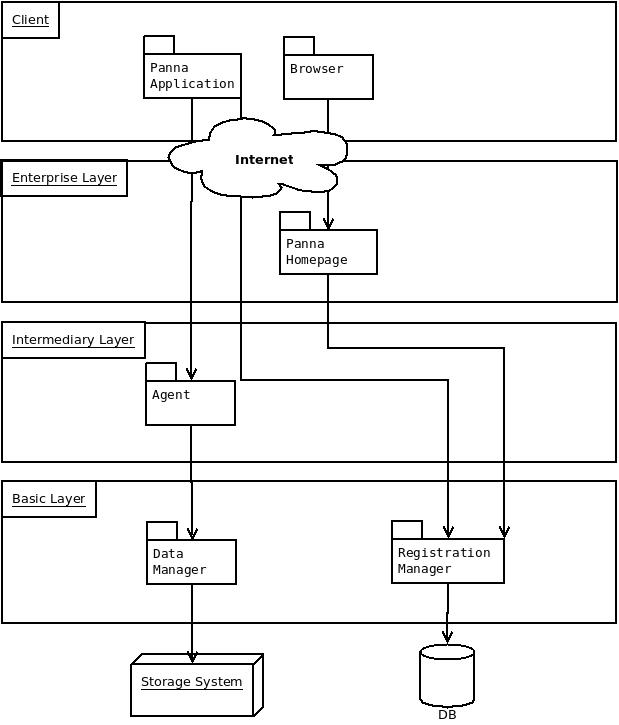 Client
Panna
Application
Browser
Internet
Enterprise Layer
Panna
Homepage
Intermediary Layer
Agent
Basic Layer
Data
Manager
Registration
Manager
Storage System
DB